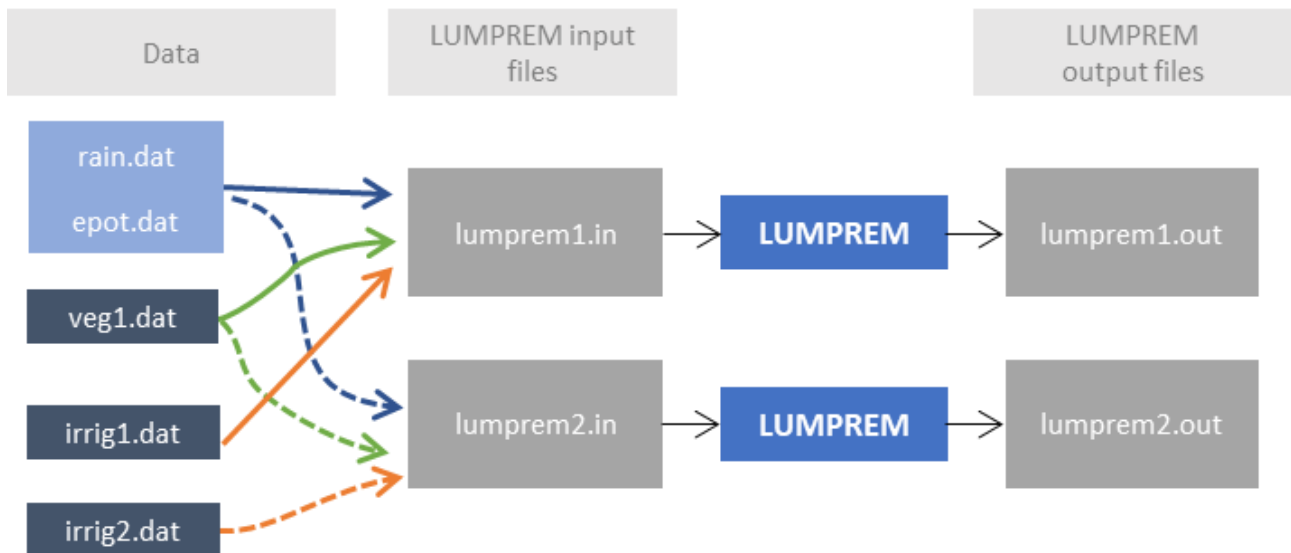 Data
LUMPREM input
files
LUMPREM
output files
rain.dat
epot.dat
veg1.dat
irrig1.dat
irrig2.dat
lumprem1.in
LUMPREM
lumprem1.out
lumprem2.in
LUMPREM
lumprem2.out